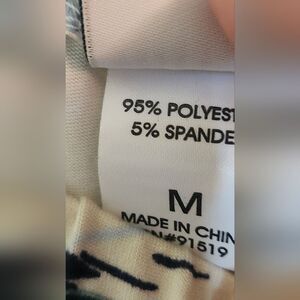 95% POLYEST
5% SPANDE
M
MADE IN CHIN
N#91519